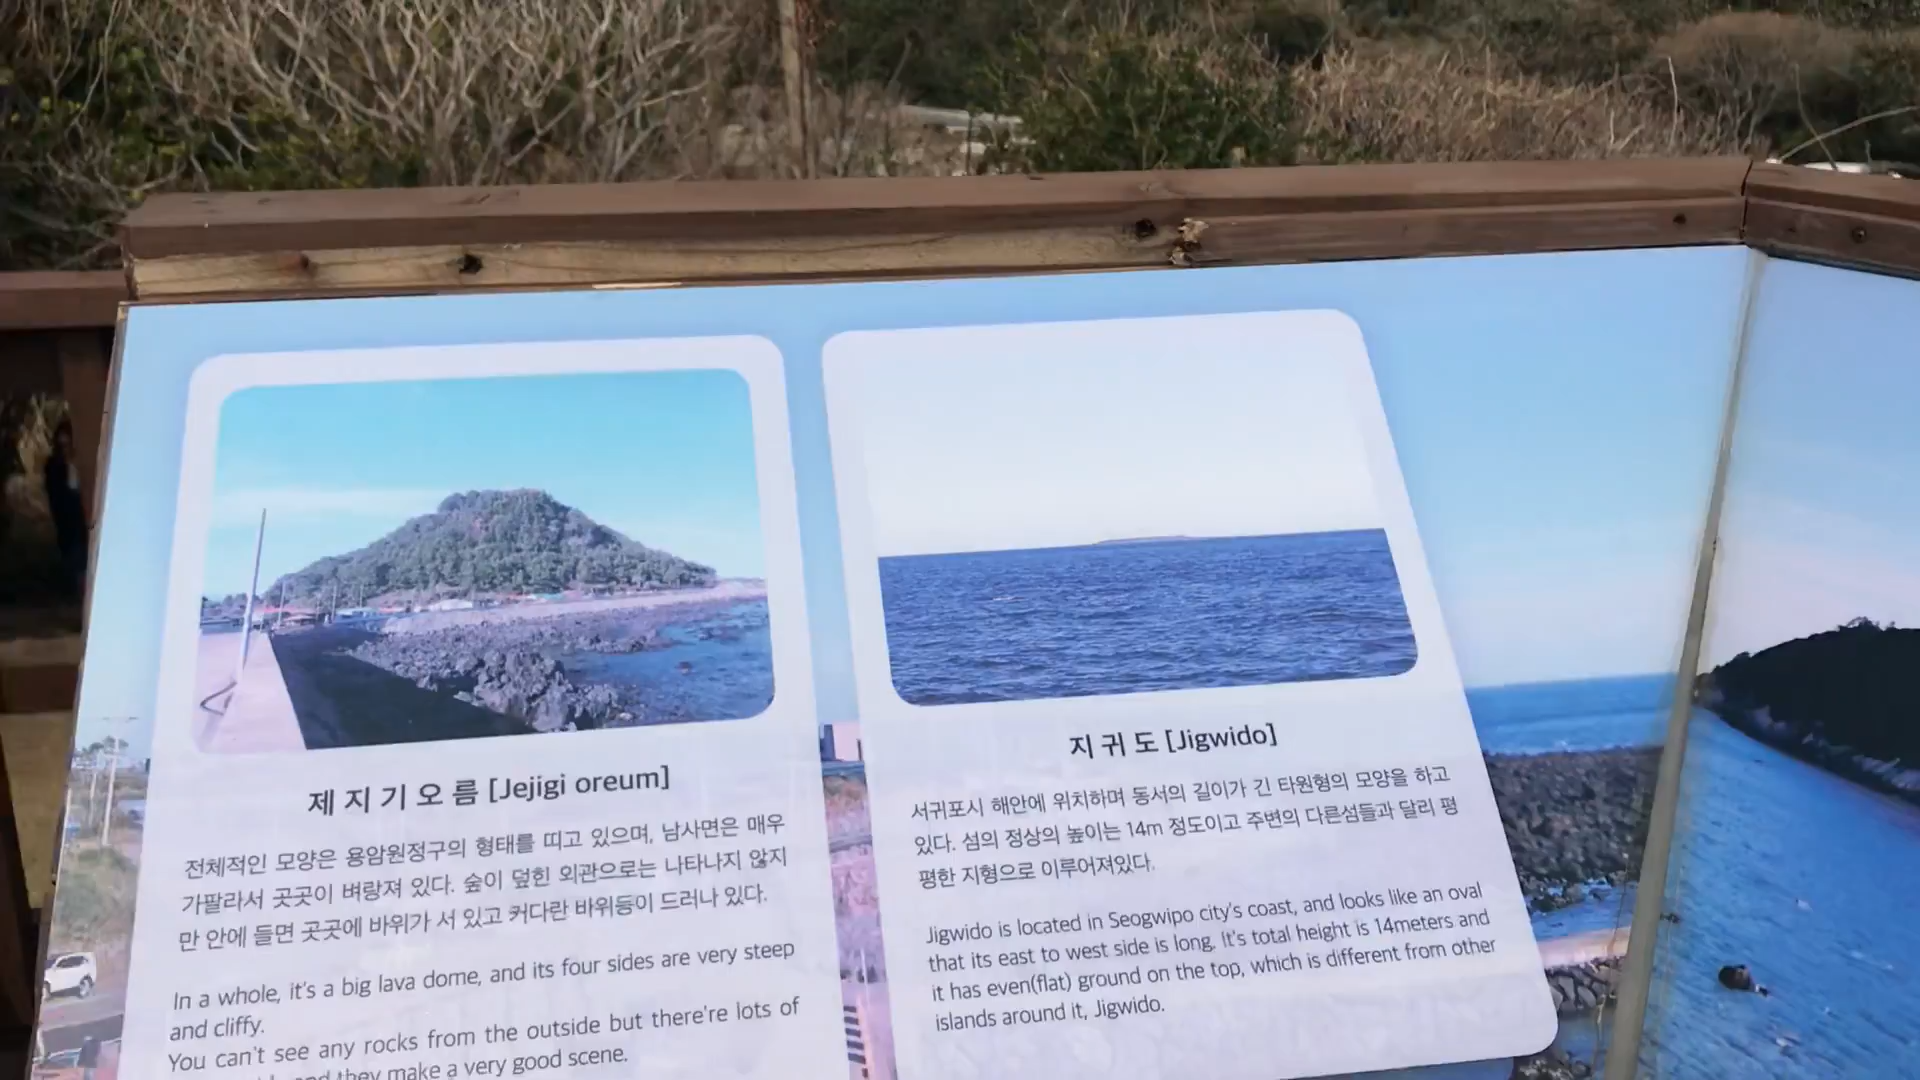 제지기오름 [Jejigi oreum]
전체적인 모양은 용암원정구의 형태를 띠고 있으며, 남사면은 매우
가팔라서 곳곳이 벼랑져 있다. 숲이 덮힌 외관으로는 나타나지 않지
만 안에 들면 곳곳에 바위가 서 있고 커다란 바위등이 드러나 있다.
In a whole, it's a big lava dome, and its four sides are very steep
and cliffy.
You can't see any rocks from the outside but there're lots of
and they make a very good scene.
지귀도 [Jigwido]
서귀포시 해안에 위치하며 동서의 길이가 긴 타원형의 모양을 하고
있다. 섬의 정상의 높이는 14m 정도이고 주변의 다른섬들과 달리 평
평한 지형으로 이루어져있다.
Jigwido is located in Seogwipo city's coast, and looks like an oval
that its east to west side is long. It's total height is 14meters and
it has even(flat) ground on the top, which is different from other
islands around it, Jigwido.